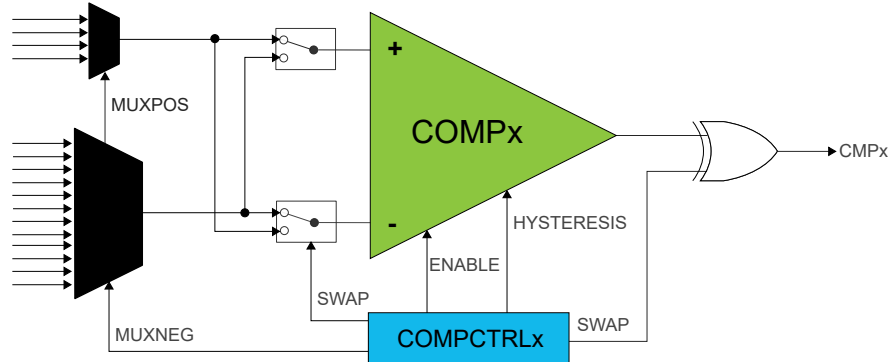 +
MUXPOS
COMPx
CMPx
-
HYSTERESIS
ENABLE
SWAP
SWAP
MUXNEG
COMPCTRLx